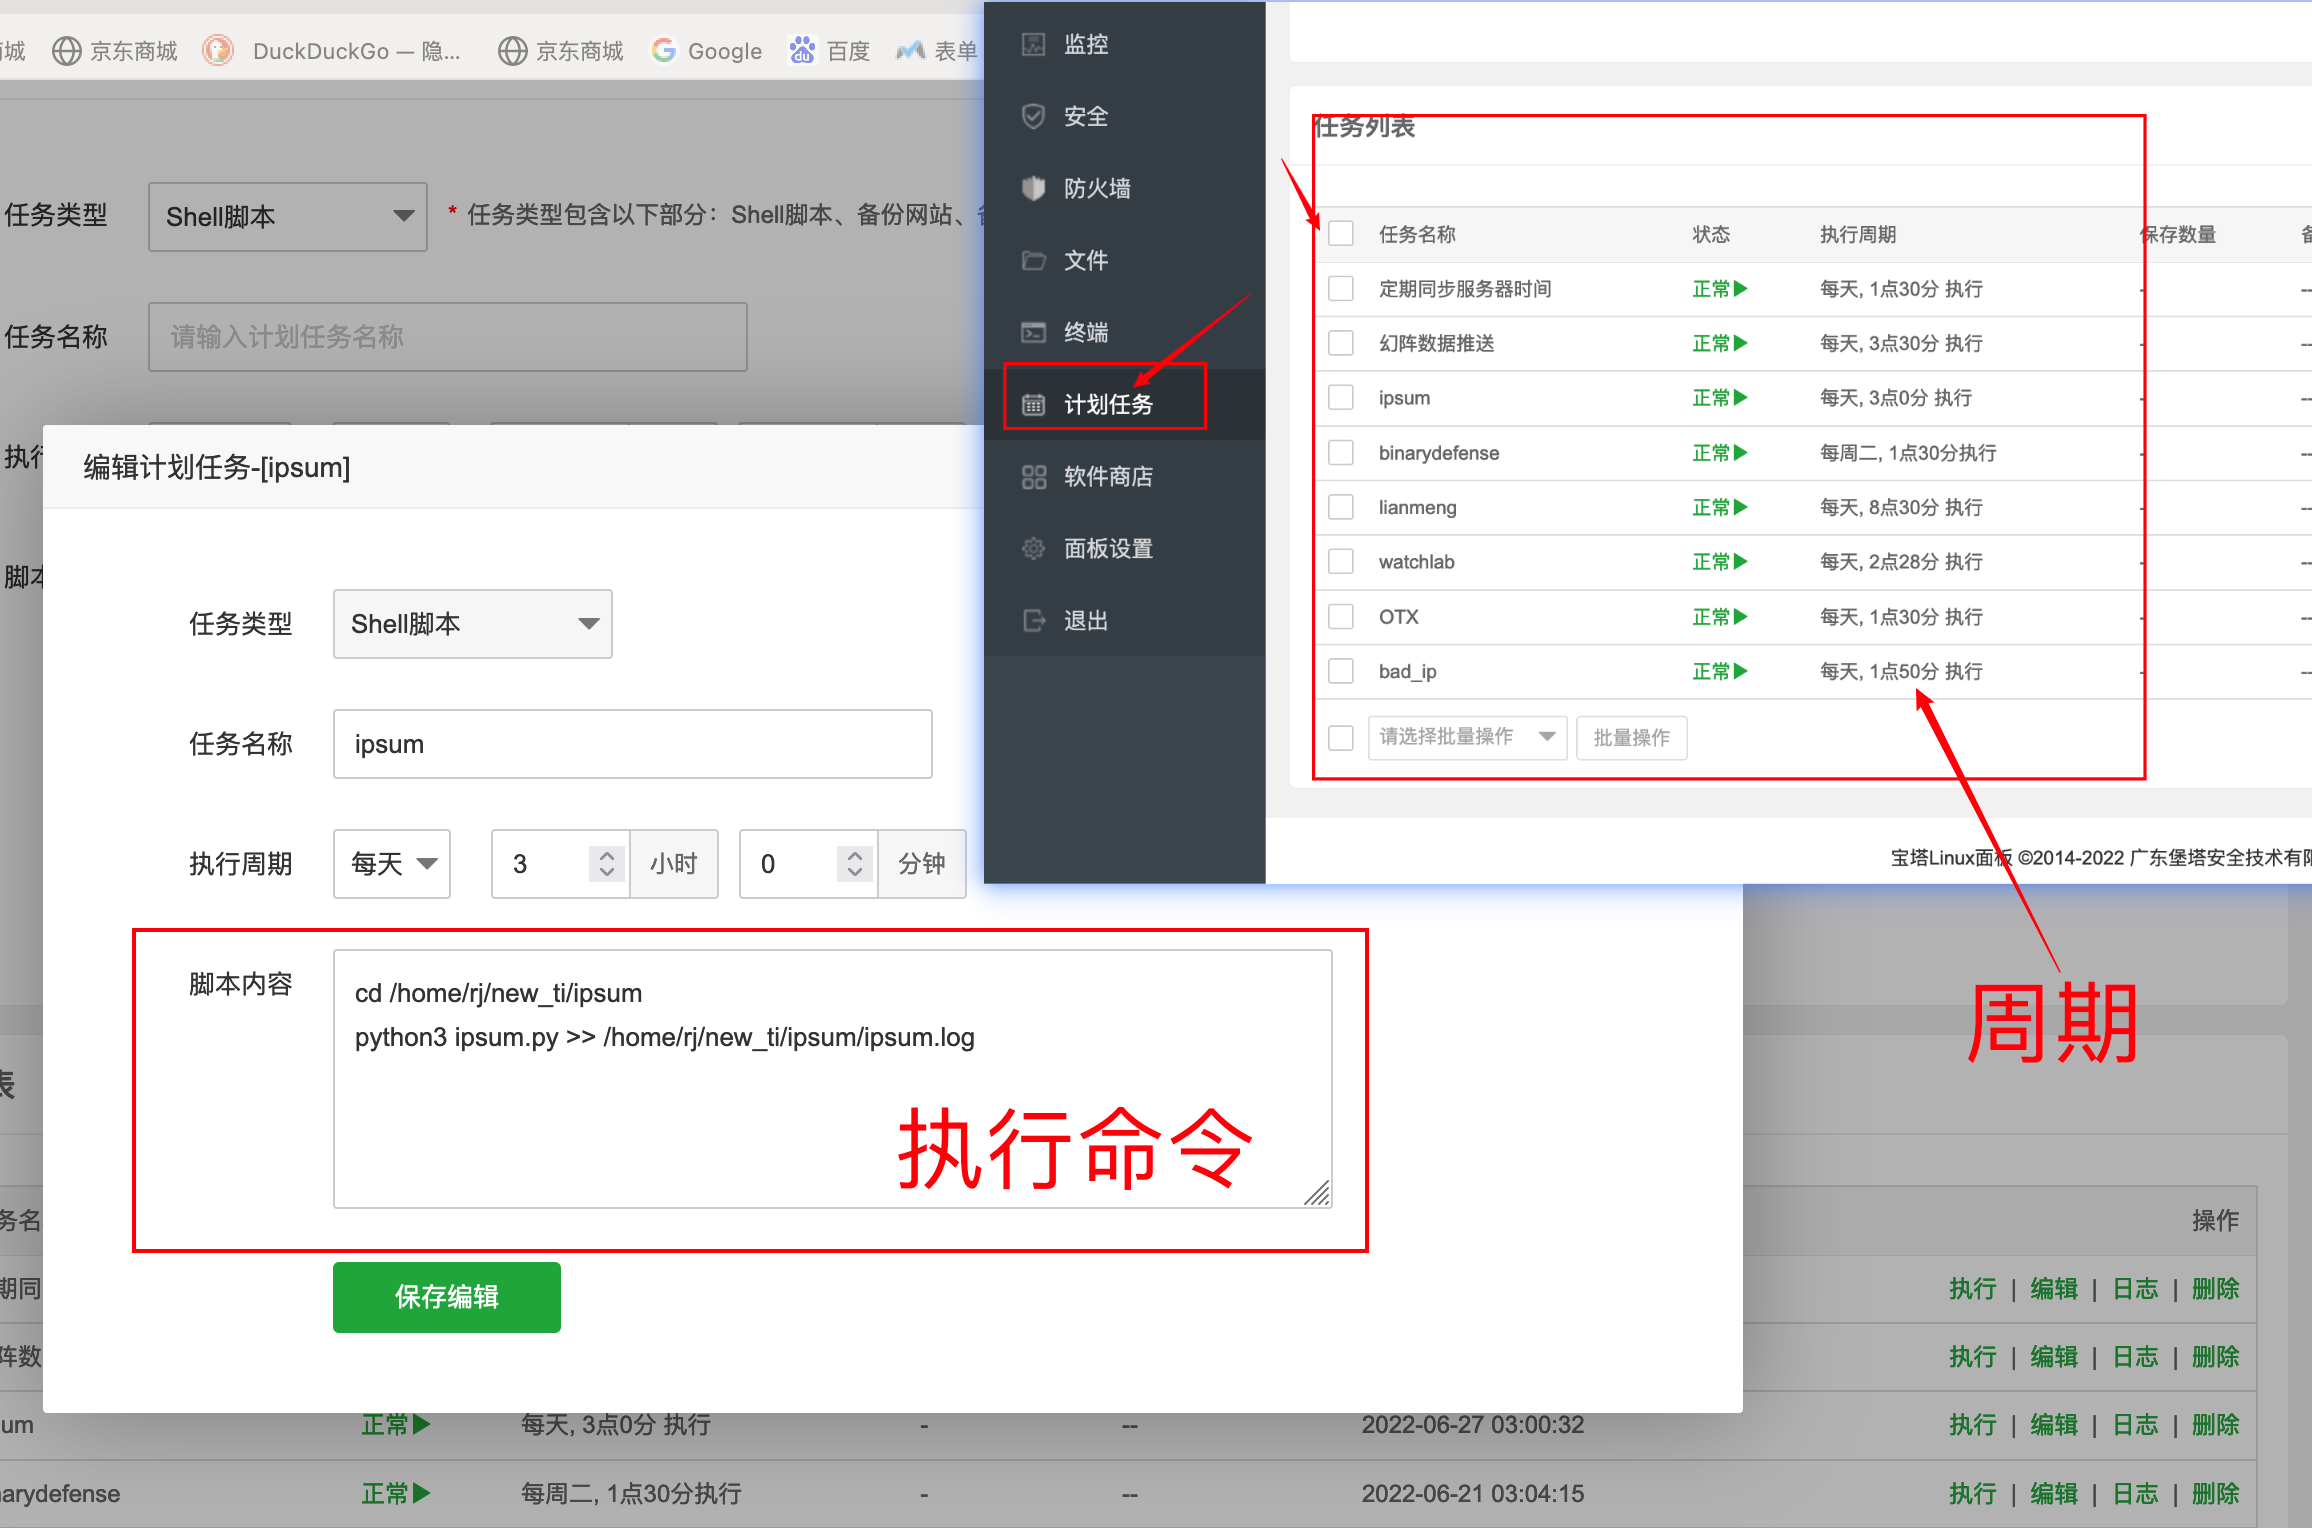 商城 京东商城 DuckDuckGo — 隐... 京东商城 Google 百度 表单
任务类型 Shell脚本 * 任务类型包含以下部分：Shell脚本、备份网站、
任务名称 请输入计划任务名称
执行
脚本
编辑计划任务-[ipsum]
任务类型 Shell脚本
任务名称 ipsum
执行周期 每天 3 小时 0 分钟
脚本内容
cd /home/rj/new_ti/ipsum
python3 ipsum.py >> /home/rj/new_ti/ipsum/ipsum.log
执行命令
保存编辑
监控
安全
防火墙
文件
终端
计划任务
软件商店
面板设置
退出
任务列表
任务名称 状态 执行周期 保存数量
定期同步服务器时间 正常 每天, 1点30分 执行 - --
幻阵数据推送 正常 每天, 3点30分 执行 - --
ipsum 正常 每天, 3点0分 执行 - --
binarydefense 正常 每周二, 1点30分执行 - --
lianmeng 正常 每天, 8点30分 执行 - --
watchlab 正常 每天, 2点28分 执行 - --
OTX 正常 每天, 1点30分 执行 - --
bad_ip 正常 每天, 1点50分 执行 - --
请选择批量操作 批量操作
宝塔Linux面板 ©2014-2022 广东堡塔安全技术有限
周期
表
务名 操作
期同 执行 | 编辑 | 日志 | 删除
阵数 执行 | 编辑 | 日志 | 删除
um 正常 每天, 3点0分 执行 - -- 2022-06-27 03:00:32 执行 | 编辑 | 日志 | 删除
narydefense 正常 每周二, 1点30分执行 - -- 2022-06-21 03:04:15 执行 | 编辑 | 日志 | 删除